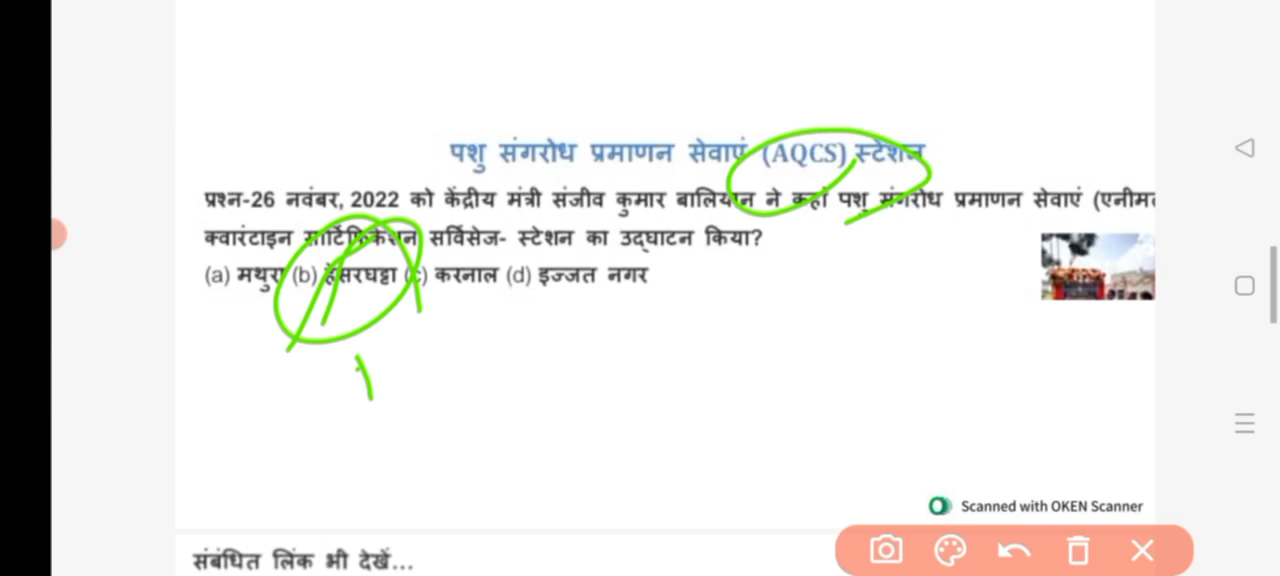 पशु संगरोध प्रमाणन सेवाएं (AQCS) स्टेशन
प्रश्न-26 नवंबर, 2022 को केंद्रीय मंत्री संजीव कुमार बालियान ने कहां पशु संगरोध प्रमाणन सेवाएं (एनीमल
क्वारंटाइन सार्टिफिकेशन सर्विसेज- स्टेशन का उद्घाटन किया?
(a) मथुरा (b) हेसरघट्टा (c) करनाल (d) इज्जत नगर
Scanned with OKEN Scanner
संबंधित लिंक भी देखें...